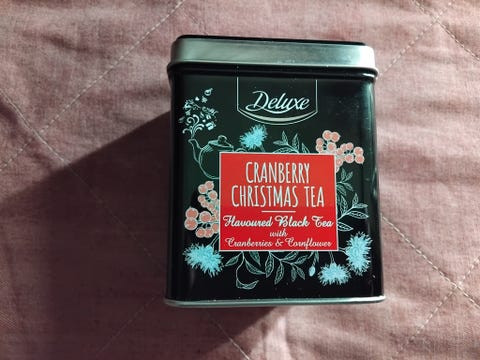 Deluxe
CRANBERRY
CHRISTMAS TEA
Flavoured Black Tea
with
Cranberries & Cornflower